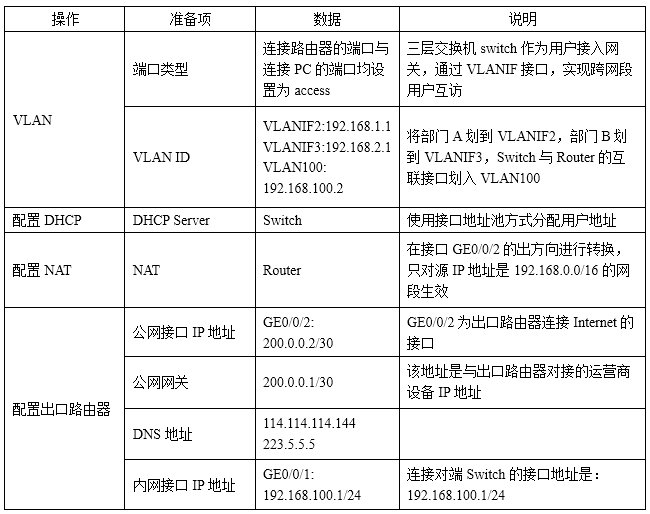 操作 准备项 数据 说明
VLAN
端口类型
连接路由器的端口与
连接 PC 的端口均设
置为 access
三层交换机 switch 作为用户接入网
关，通过 VLANIF 接口，实现跨网段
用户互访
VLAN ID
VLANIF2:192.168.1.1
VLANIF3:192.168.2.1
VLAN100:
192.168.100.2
将部门 A 划到 VLANIF2，部门 B 划
到 VLANIF3，Switch 与 Router 的互
联接口划入 VLAN100
配置 DHCP DHCP Server Switch 使用接口地址池方式分配用户地址
配置 NAT NAT Router
在接口 GE0/0/2 的出方向进行转换，
只对源 IP 地址是 192.168.0.0/16 的网
段生效
配置出口路由器
公网接口 IP 地址
GE0/0/2:
200.0.0.2/30
GE0/0/2 为出口路由器连接 Internet 的
接口
公网网关
200.0.0.1/30
该地址是与出口路由器对接的运营商
设备 IP 地址
DNS 地址
114.114.114.144
223.5.5.5
内网接口 IP 地址
GE0/0/1:
192.168.100.1/24
连接对端 Switch 的接口地址是：
192.168.100.1/24